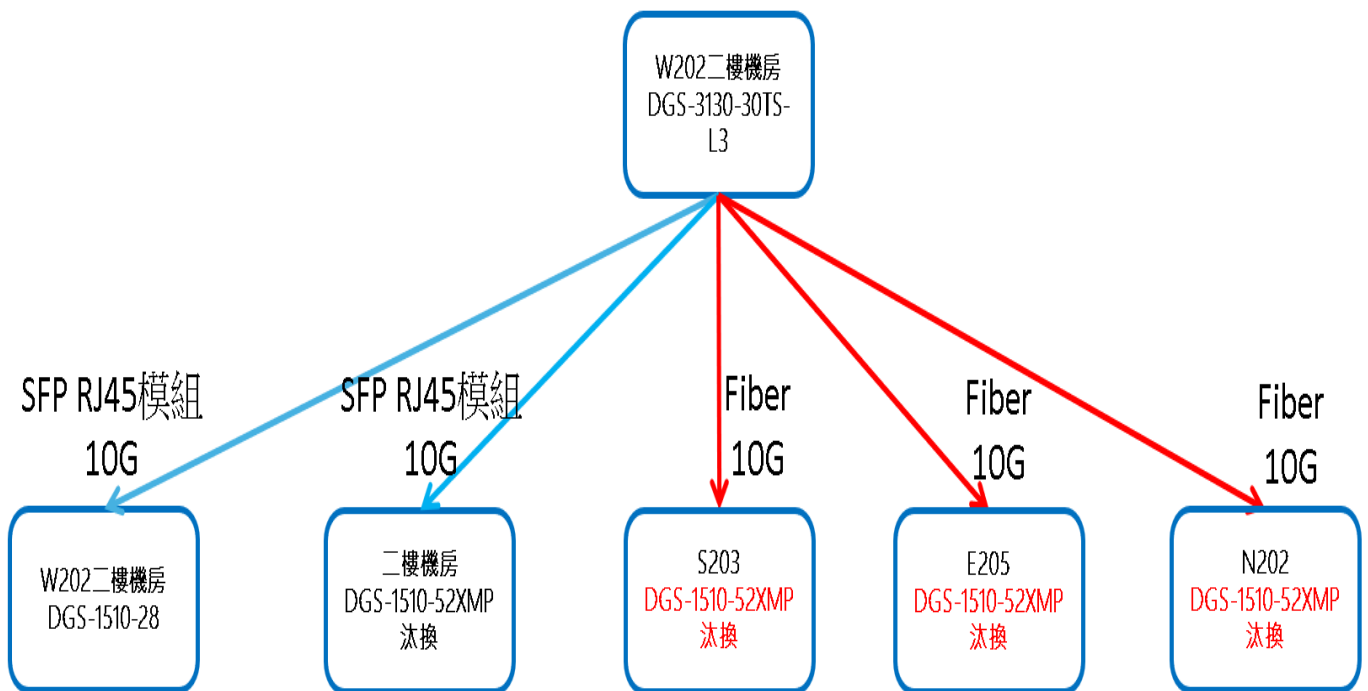 W202二樓機房
DGS-3130-30TS-
L3
SFP RJ45模組
10G
SFP RJ45模組
10G
Fiber
10G
Fiber
10G
Fiber
10G
W202二樓機房
DGS-1510-28
二樓機房
DGS-1510-52XMP
汰換
S203
DGS-1510-52XMP
汰換
E205
DGS-1510-52XMP
汰換
N202
DGS-1510-52XMP
汰換